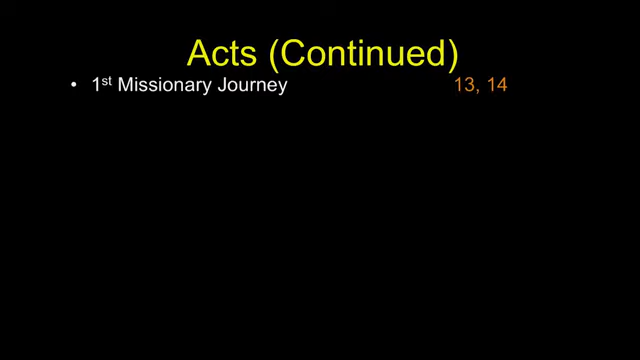 Acts (Continued)
• 1st Missionary Journey 13, 14